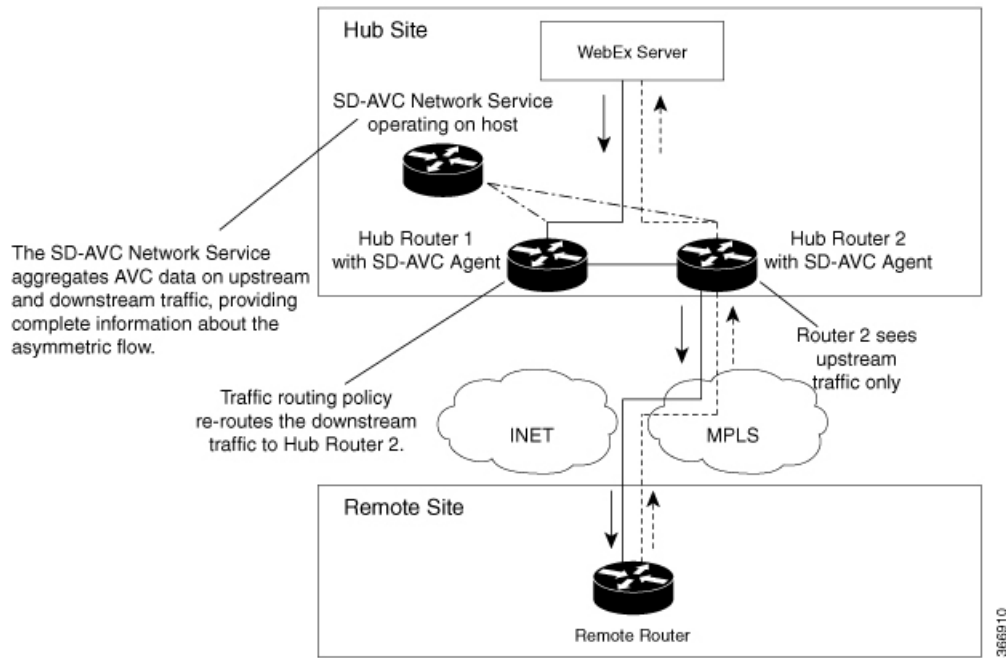 Hub Site
WebEx Server
SD-AVC Network Service
operating on host
The SD-AVC Network Service
aggregates AVC data on upstream
and downstream traffic, providing
complete information about the
asymmetric flow.
Hub Router 1
with SD-AVC Agent
Hub Router 2
with SD-AVC Agent
Router 2 sees
upstream
traffic only
Traffic routing policy
re-routes the downstream
traffic to Hub Router 2.
INET
MPLS
Remote Site
Remote Router
366910